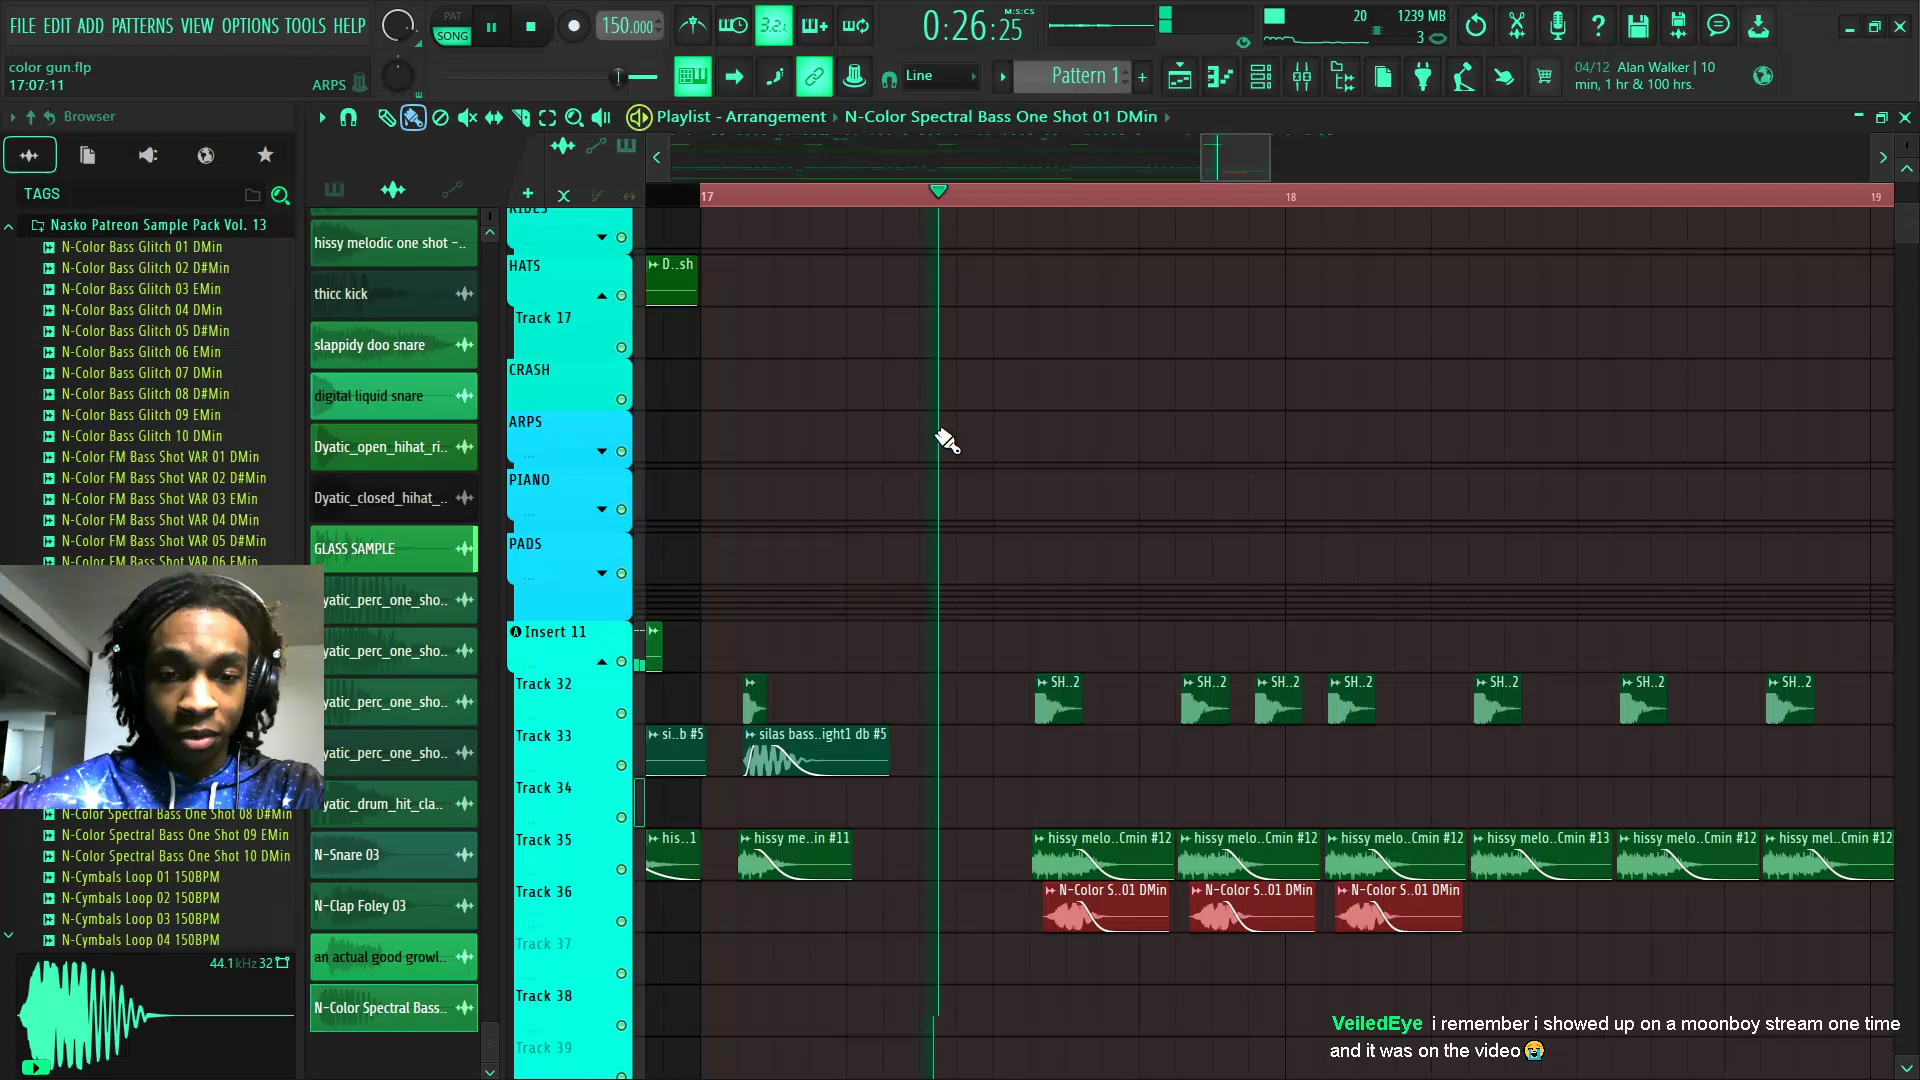 FILE EDIT ADD PATTERNS VIEW OPTIONS TOOLS HELP
PAT
SONG
150.000
3.2.1
0:26:25
M:S:CS
20
1239 MB
3
color gun.flp
17:07:11
ARPS
Line
Pattern 1
04/12 Alan Walker | 10
min, 1 hr & 100 hrs.
Browser
Playlist - Arrangement
N-Color Spectral Bass One Shot 01 DMin
TAGS
Nasko Patreon Sample Pack Vol. 13
N-Color Bass Glitch 01 DMin
N-Color Bass Glitch 02 D#Min
N-Color Bass Glitch 03 EMin
N-Color Bass Glitch 04 DMin
N-Color Bass Glitch 05 D#Min
N-Color Bass Glitch 06 EMin
N-Color Bass Glitch 07 DMin
N-Color Bass Glitch 08 D#Min
N-Color Bass Glitch 09 EMin
N-Color Bass Glitch 10 DMin
N-Color FM Bass Shot VAR 01 DMin
N-Color FM Bass Shot VAR 02 D#Min
N-Color FM Bass Shot VAR 03 EMin
N-Color FM Bass Shot VAR 04 DMin
N-Color FM Bass Shot VAR 05 D#Min
N-Color FM Bass Shot VAR 06 EMin
N-Color Spectral Bass One Shot 08 D#Min
N-Color Spectral Bass One Shot 09 EMin
N-Color Spectral Bass One Shot 10 DMin
N-Cymbals Loop 01 150BPM
N-Cymbals Loop 02 150BPM
N-Cymbals Loop 03 150BPM
N-Cymbals Loop 04 150BPM
44.1kHz 32
hissy melodic one shot -..
thicc kick
slappidy doo snare
digital liquid snare
Dyatic_open_hihat_ri..
Dyatic_closed_hihat_..
GLASS SAMPLE
yatic_perc_one_sho..
yatic_perc_one_sho..
yatic_perc_one_sho..
yatic_perc_one_sho..
yatic_drum_hit_cla..
N-Snare 03
N-Clap Foley 03
an actual good growl..
N-Color Spectral Bass..
17
18
19
RIDES
HATS
D..sh
Track 17
CRASH
ARPS
PIANO
PADS
Insert 11
Track 32
SH..2
SH..2
SH..2
SH..2
SH..2
SH..2
SH..2
Track 33
si..b #5
silas bass..ight1 db #5
Track 34
Track 35
his..1
hissy me..in #11
hissy melo..Cmin #12
hissy melo..Cmin #12
hissy melo..Cmin #12
hissy melo..Cmin #13
hissy melo..Cmin #12
hissy mel..Cmin #12
Track 36
N-Color S..01 DMin
N-Color S..01 DMin
N-Color S..01 DMin
Track 37
Track 38
Track 39
VeiledEye i remember i showed up on a moonboy stream one time
and it was on the video😭